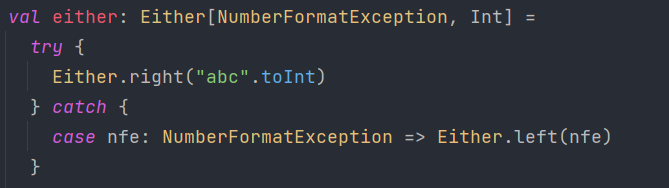 val either: Either[NumberFormatException, Int] =
  try {
    Either.right("abc".toInt)
  } catch {
    case nfe: NumberFormatException => Either.left(nfe)
  }